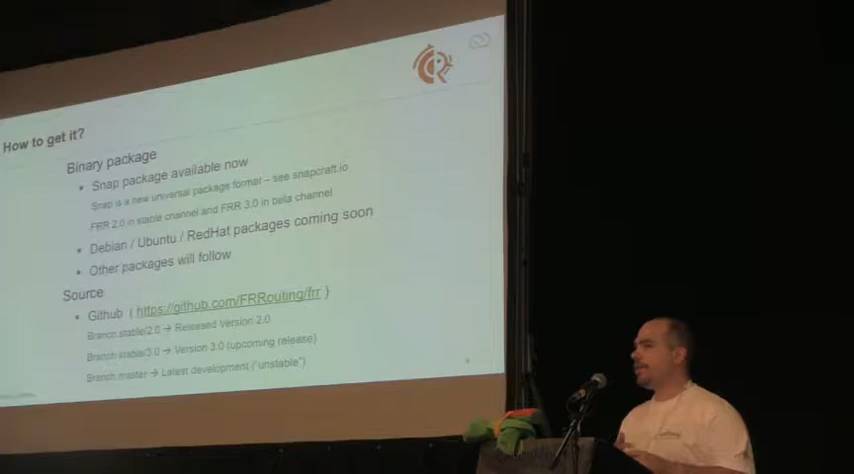 How to get it?
Binary package
• Snap package available now
Snap is a new universal package format – see snapcraft.io
FRR 2.0 in stable channel and FRR 3.0 in beta channel
• Debian / Ubuntu / RedHat packages coming soon
• Other packages will follow
Source
• Github ( https://github.com/FRRouting/frr )
Branch stable/2.0 → Released Version 2.0
Branch stable/3.0 → Version 3.0 (upcoming release)
Branch master → Latest development ("unstable")